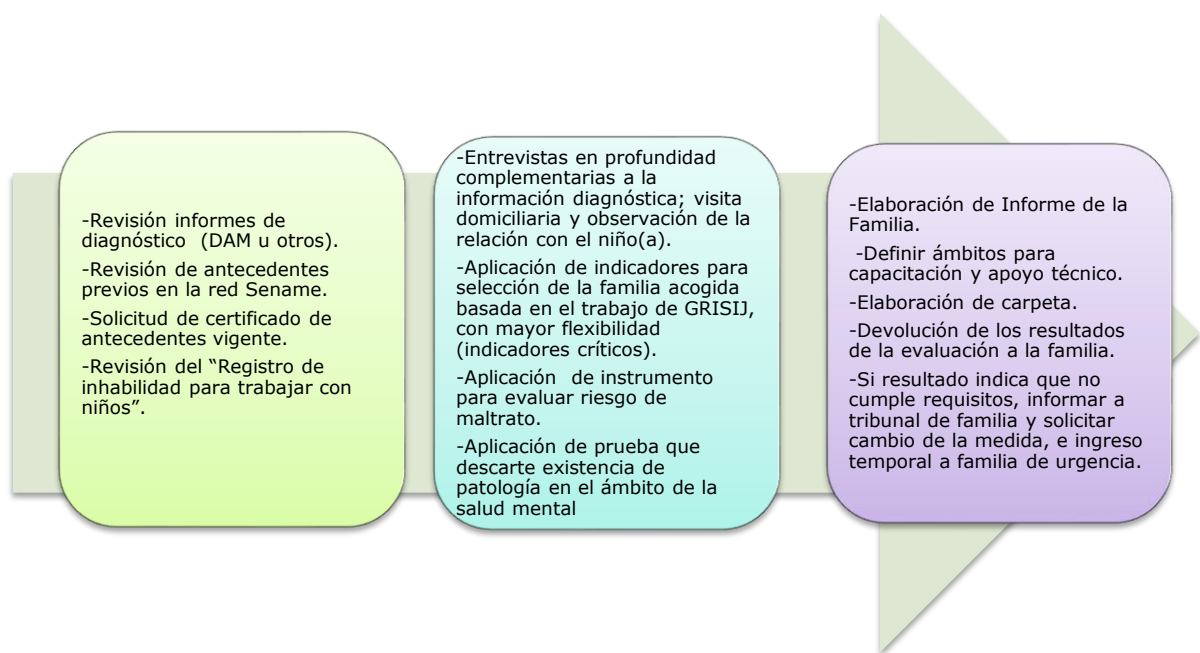 -Revisión informes de
diagnóstico (DAM u otros).
-Revisión de antecedentes
previos en la red Sename.
-Solicitud de certificado de
antecedentes vigente.
-Revisión del “Registro de
inhabilidad para trabajar con
niños”.
-Entrevistas en profundidad
complementarias a la
información diagnóstica; visita
domiciliaria y observación de la
relación con el niño(a).
-Aplicación de indicadores para
selección de la familia acogida
basada en el trabajo de GRISIJ,
con mayor flexibilidad
(indicadores críticos).
-Aplicación de instrumento
para evaluar riesgo de
maltrato.
-Aplicación de prueba que
descarte existencia de
patología en el ámbito de la
salud mental
-Elaboración de Informe de la
Familia.
-Definir ámbitos para
capacitación y apoyo técnico.
-Elaboración de carpeta.
-Devolución de los resultados
de la evaluación a la familia.
-Si resultado indica que no
cumple requisitos, informar a
tribunal de familia y solicitar
cambio de la medida, e ingreso
temporal a familia de urgencia.